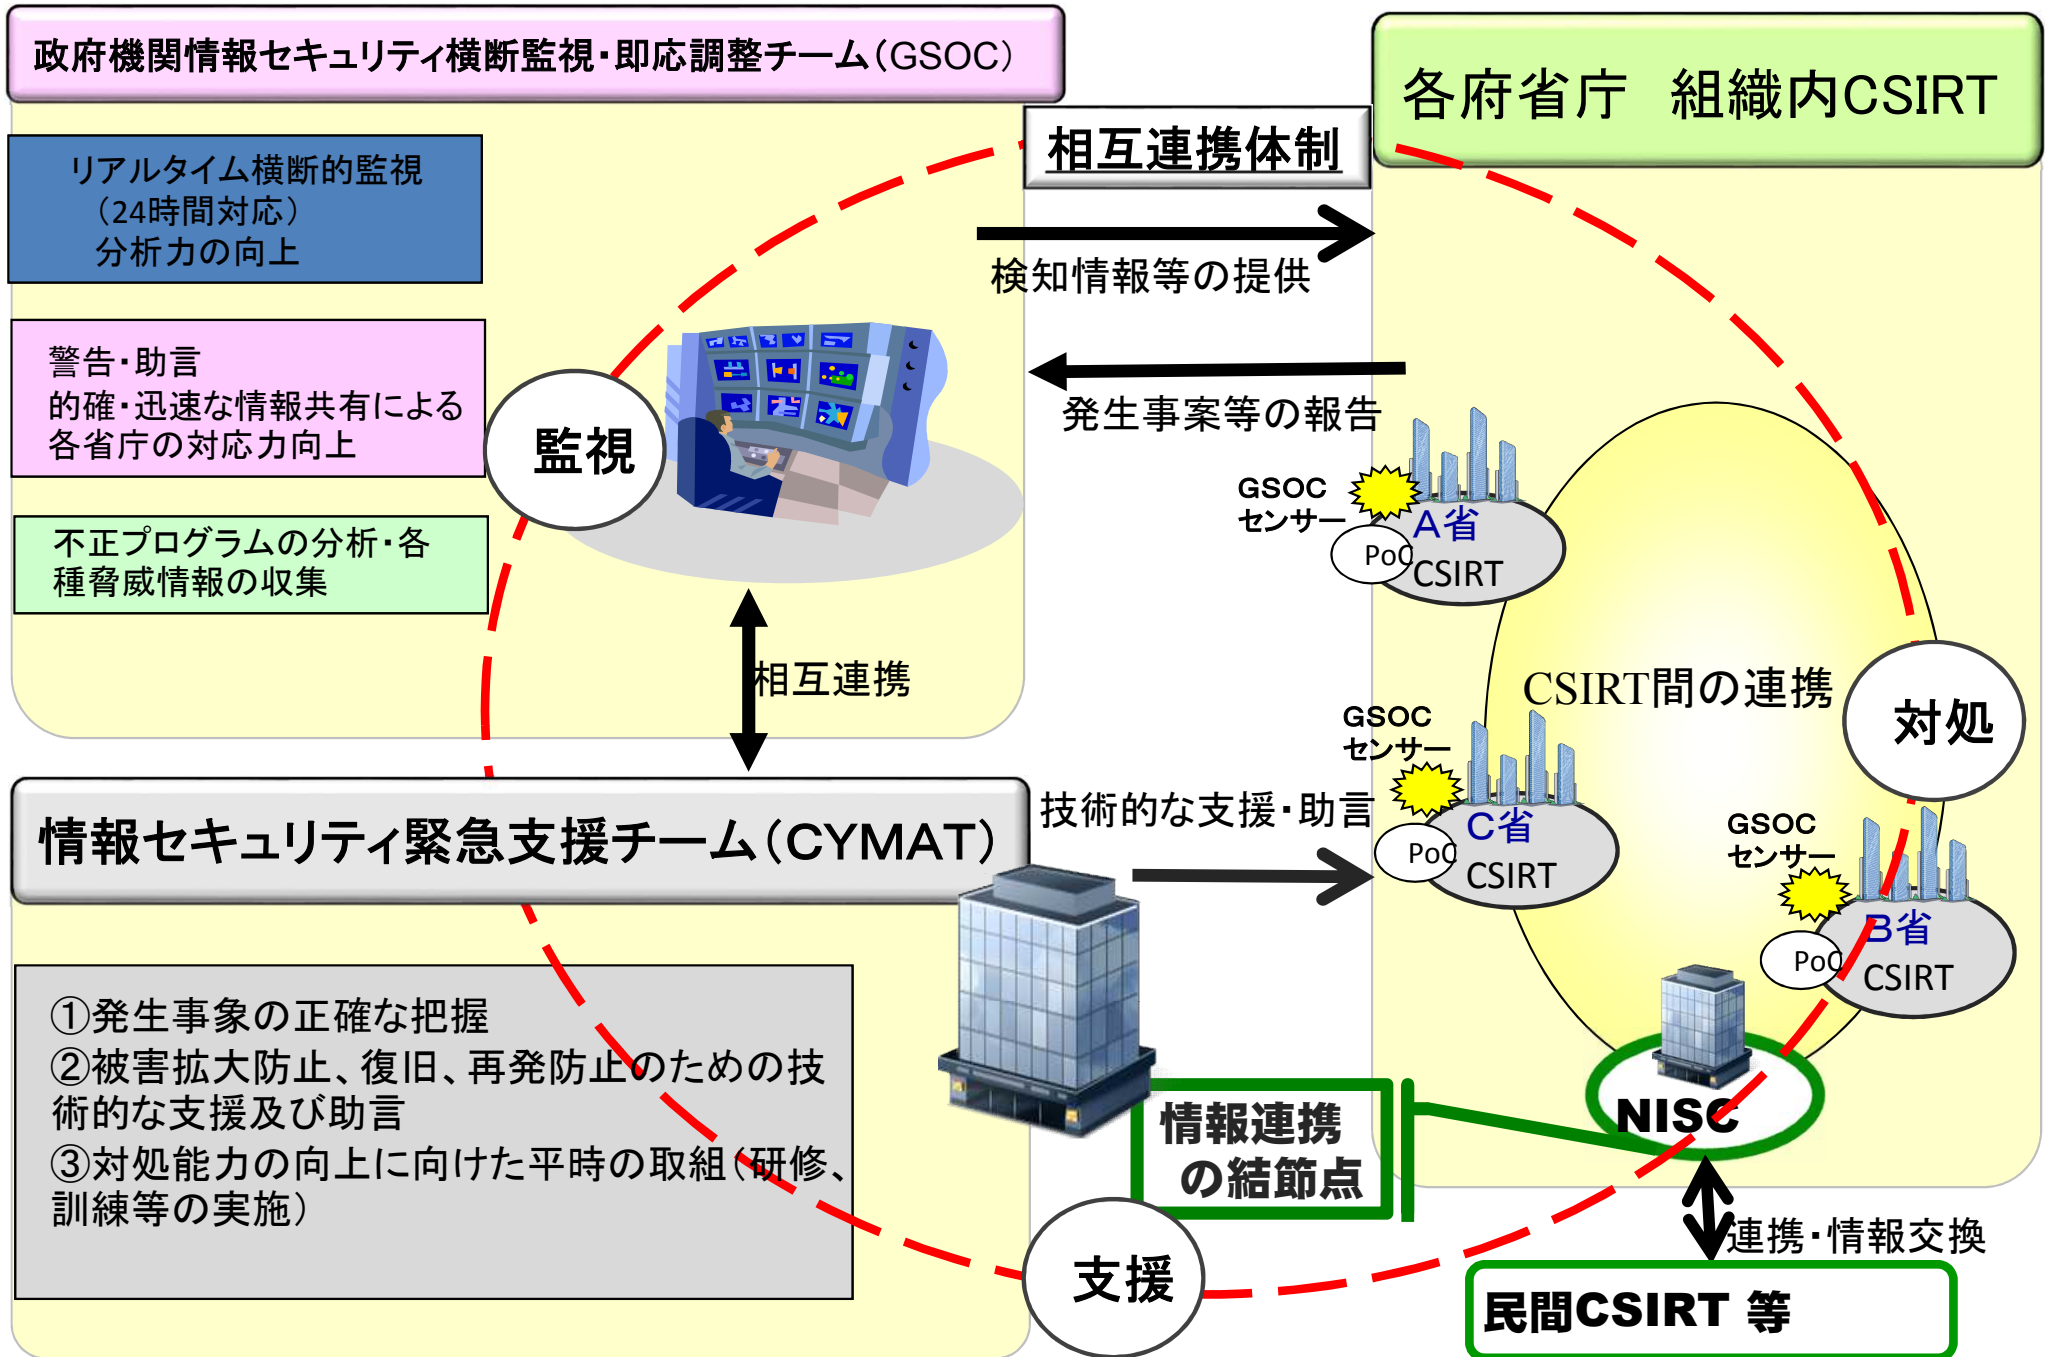 政府機関情報セキュリティ横断監視・即応調整チーム（GSOC）
各府省庁　組織内CSIRT
相互連携体制
リアルタイム横断的監視
（24時間対応）
分析力の向上
検知情報等の提供
警告・助言
的確・迅速な情報共有による
各省庁の対応力向上
監視
発生事案等の報告
GSOC
センサー
A省
PoC
CSIRT
不正プログラムの分析・各
種脅威情報の収集
相互連携
CSIRT間の連携
対処
GSOC
センサー
C省
PoC
CSIRT
GSOC
センサー
B省
PoC
CSIRT
情報セキュリティ緊急支援チーム（CYMAT）
技術的な支援・助言
①発生事象の正確な把握
②被害拡大防止、復旧、再発防止のための技
術的な支援及び助言
③対処能力の向上に向けた平時の取組（研修、
訓練等の実施）
情報連携
の結節点
NISC
支援
連携・情報交換
民間CSIRT 等